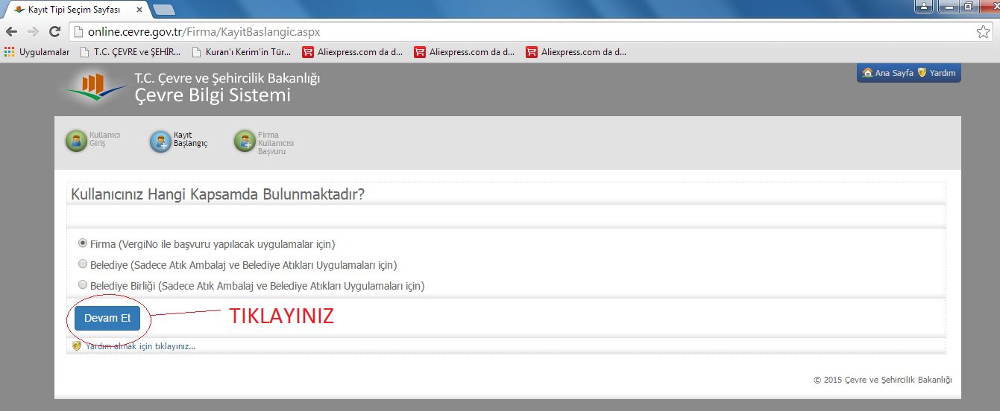 Kayıt Tipi Seçim Sayfası
online.cevre.gov.tr/Firma/KayitBaslangic.aspx
Uygulamalar T.C. ÇEVRE ve ŞEHİR... Kuran'ı Kerim'in Tür... Aliexpress.com da d... Aliexpress.com da d... Aliexpress.com da d...
T.C. Çevre ve Şehircilik Bakanlığı
Çevre Bilgi Sistemi
Ana Sayfa Yardım
Kullanıcı
Giriş
Kayıt
Başlangıç
Firma
Kullanıcısı
Başvuru
Kullanıcınız Hangi Kapsamda Bulunmaktadır?
Firma (VergiNo ile başvuru yapılacak uygulamalar için)
Belediye (Sadece Atık Ambalaj ve Belediye Atıkları Uygulamaları için)
Belediye Birliği (Sadece Atık Ambalaj ve Belediye Atıkları Uygulamaları için)
Devam Et
TIKLAYINIZ
Yardım almak için tıklayınız...
© 2015 Çevre ve Şehircilik Bakanlığı